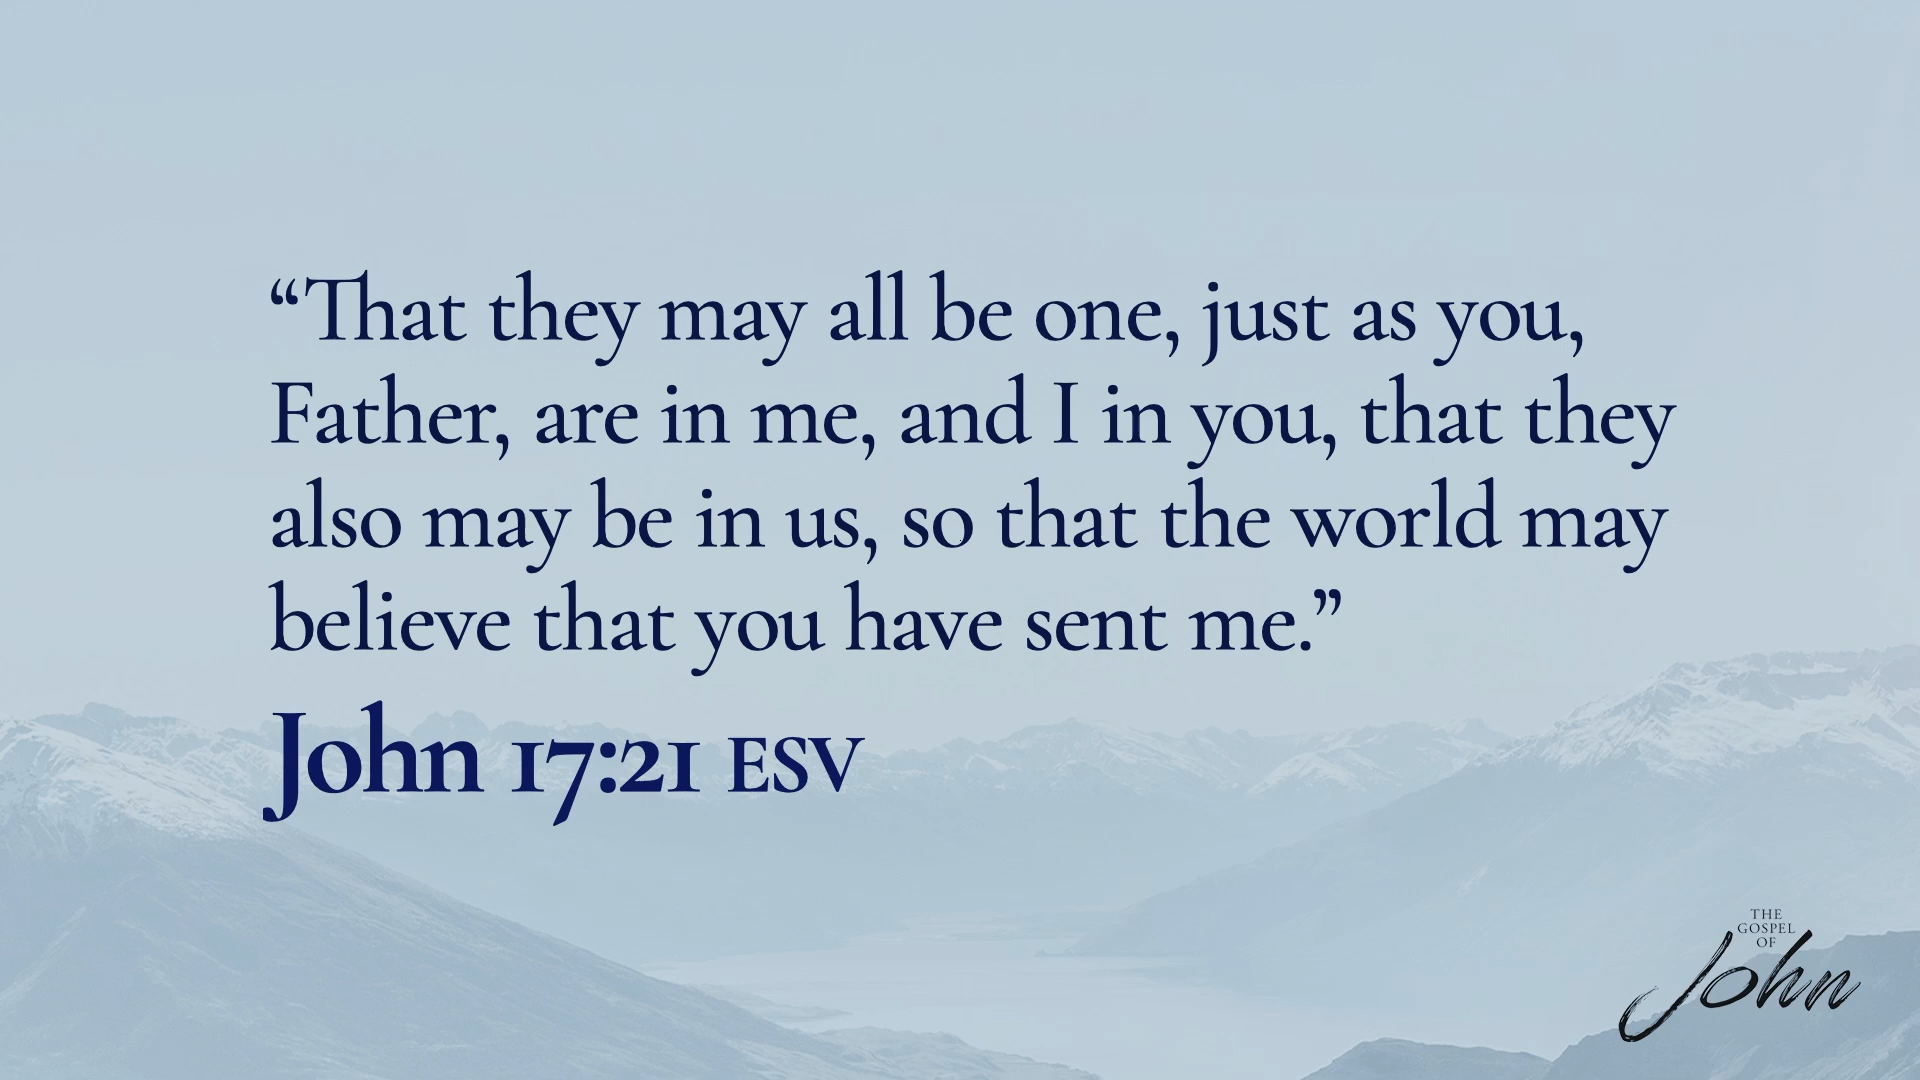 “That they may all be one, just as you,
Father, are in me, and I in you, that they
also may be in us, so that the world may
believe that you have sent me.”
John 17:21 ESV
THE
GOSPEL
OF
John